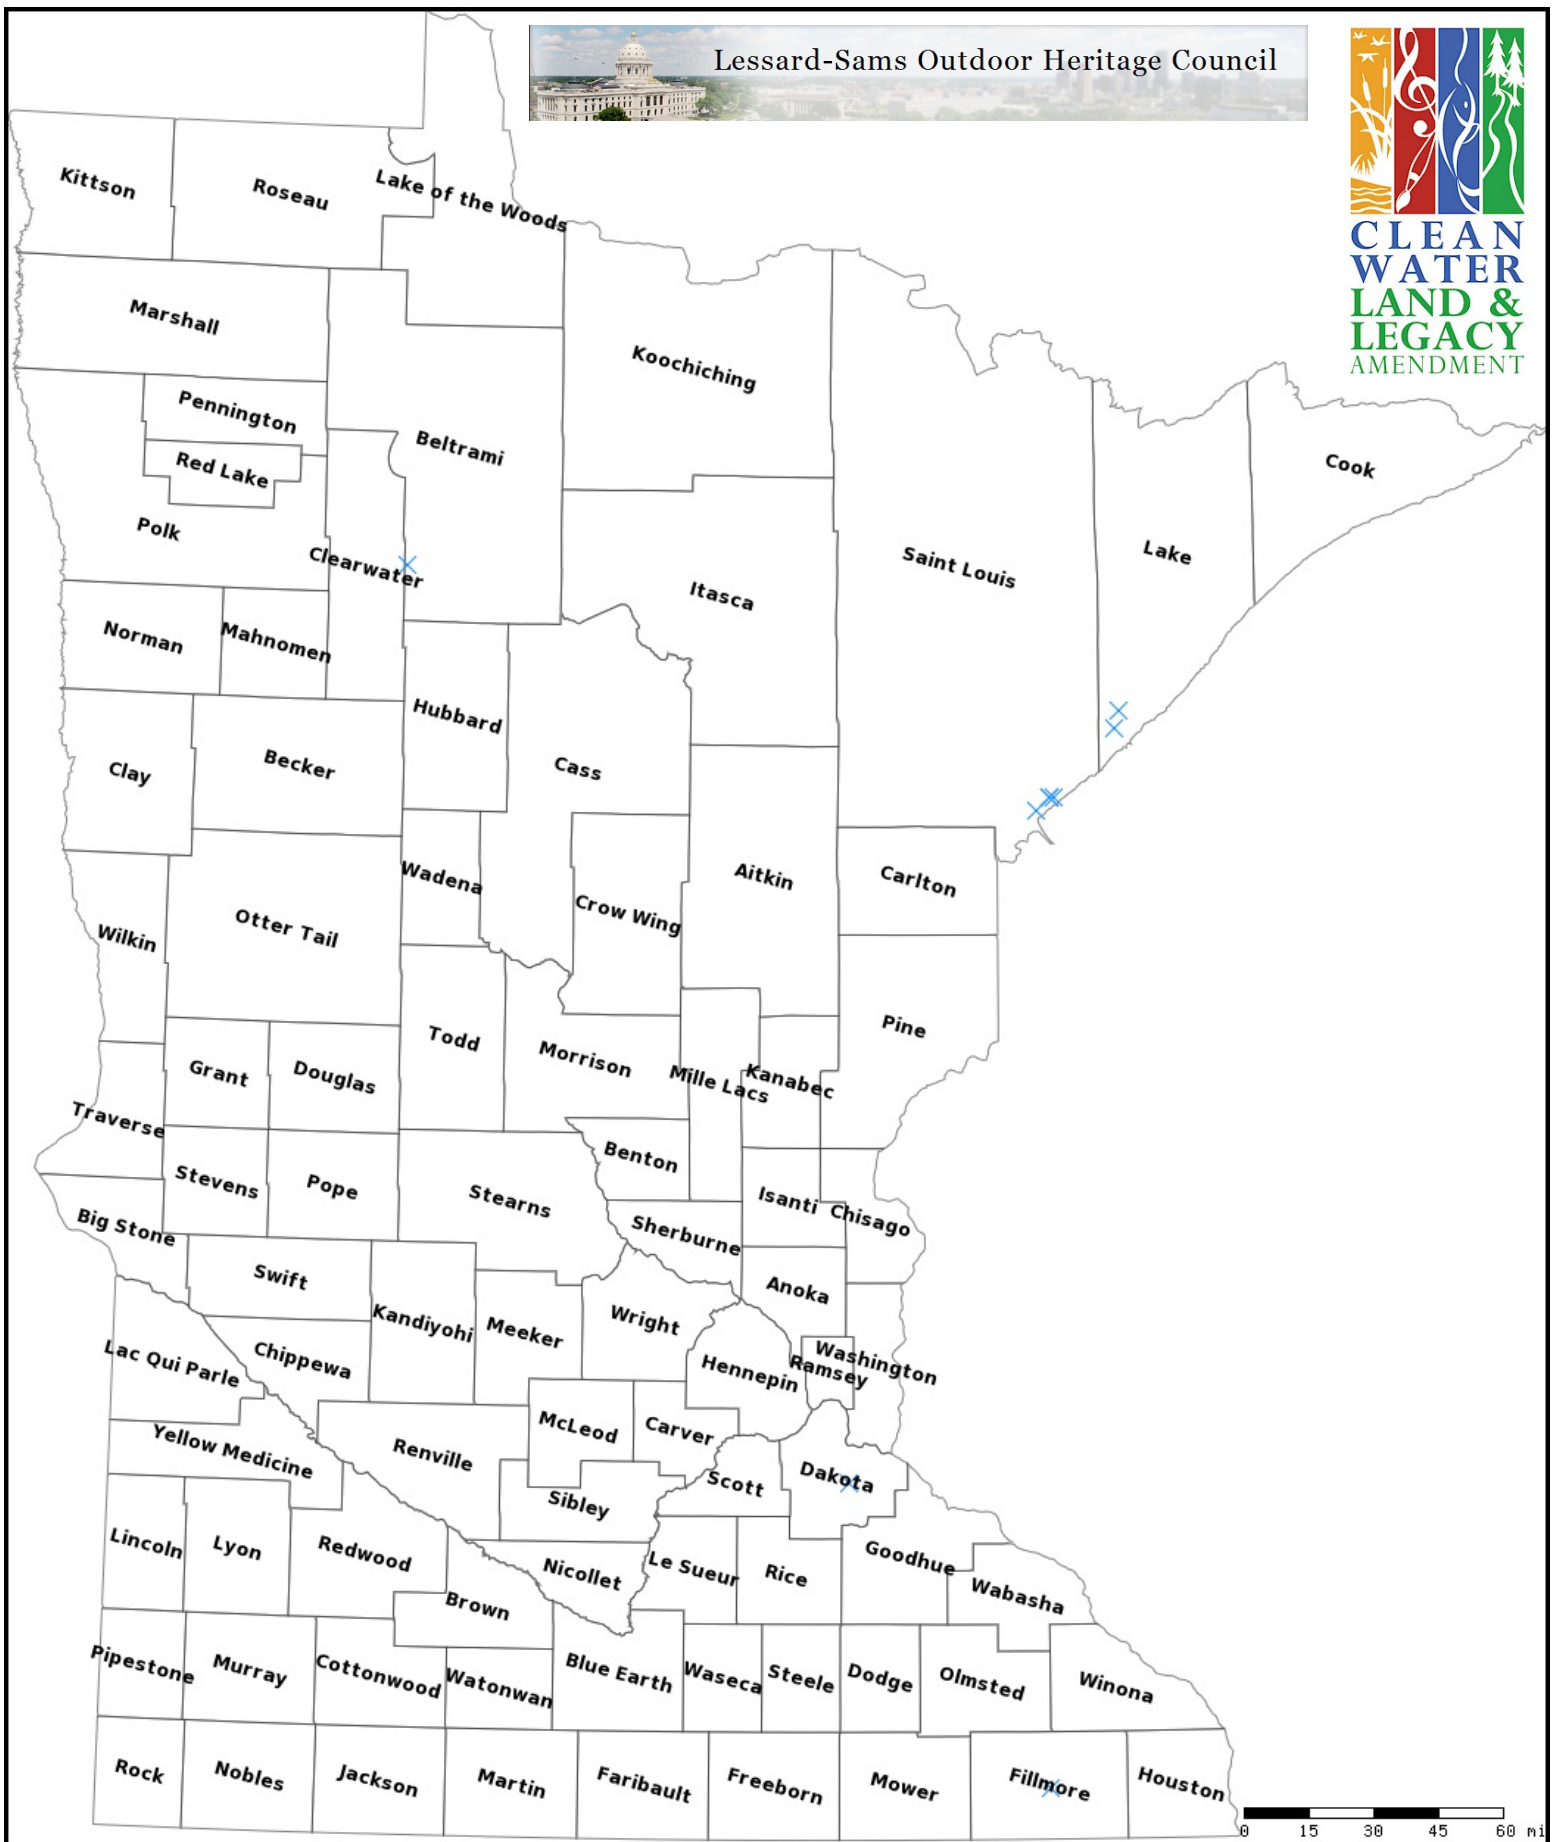 Lessard-Sams Outdoor Heritage Council
CLEAN
WATER
LAND &
LEGACY
AMENDMENT
Kittson
Roseau
Lake of the Woods
Marshall
Koochiching
Pennington
Beltrami
Red Lake
Cook
Polk
Clearwater
Saint Louis
Lake
Itasca
Norman
Mahnomen
Hubbard
Clay
Becker
Cass
Wadena
Aitkin
Carlton
Crow Wing
Otter Tail
Wilkin
Todd
Pine
Morrison
Grant
Douglas
Mille Lacs
Kanabec
Traverse
Benton
Stevens
Pope
Stearns
Isanti
Chisago
Big Stone
Sherburne
Swift
Anoka
Kandiyohi
Meeker
Wright
Lac Qui Parle
Chippewa
Hennepin
Ramsey
Washington
McLeod
Carver
Yellow Medicine
Renville
Scott
Dakota
Sibley
Lincoln
Lyon
Redwood
Nicollet
Le Sueur
Rice
Goodhue
Wabasha
Brown
Pipestone
Murray
Cottonwood
Watonwan
Blue Earth
Waseca
Steele
Dodge
Olmsted
Winona
Rock
Nobles
Jackson
Martin
Faribault
Freeborn
Mower
Fillmore
Houston
0 15 30 45 60 mi